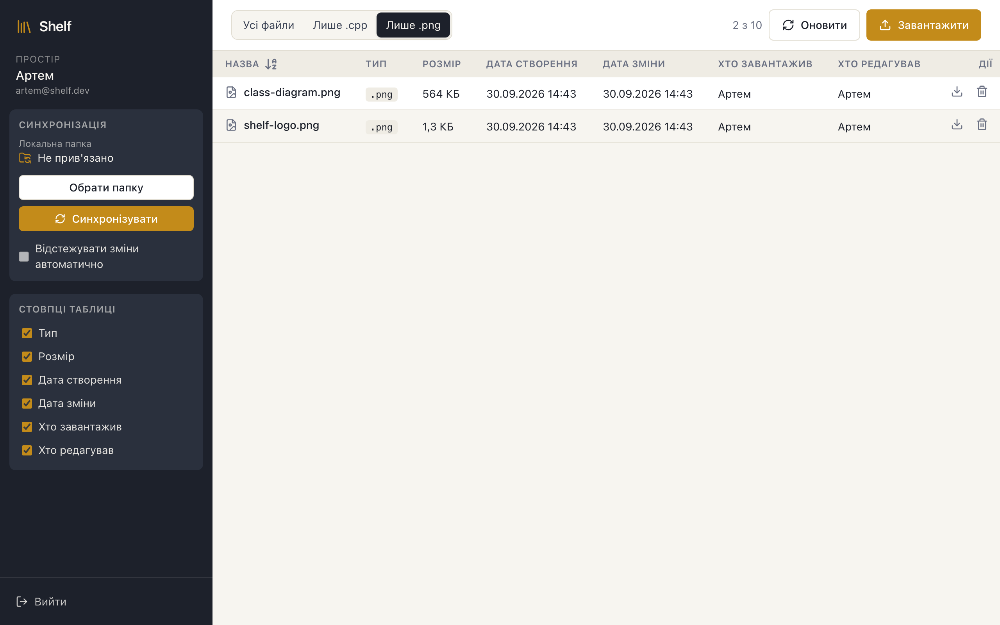 Shelf
ПРОСТІР
Артем
artem@shelf.dev
СИНХРОНІЗАЦІЯ
Локальна папка
Не прив'язано
Обрати папку
Синхронізувати
Відстежувати зміни
автоматично
СТОВПЦІ ТАБЛИЦІ
Тип
Розмір
Дата створення
Дата зміни
Хто завантажив
Хто редагував
Вийти
Усі файли Лише .cpp Лише .png 2 з 10 Оновити Завантажити
НАЗВА ТИП РОЗМІР ДАТА СТВОРЕННЯ ДАТА ЗМІНИ ХТО ЗАВАНТАЖИВ ХТО РЕДАГУВАВ ДІЇ
class-diagram.png .png 564 КБ 30.09.2026 14:43 30.09.2026 14:43 Артем Артем
shelf-logo.png .png 1,3 КБ 30.09.2026 14:43 30.09.2026 14:43 Артем Артем